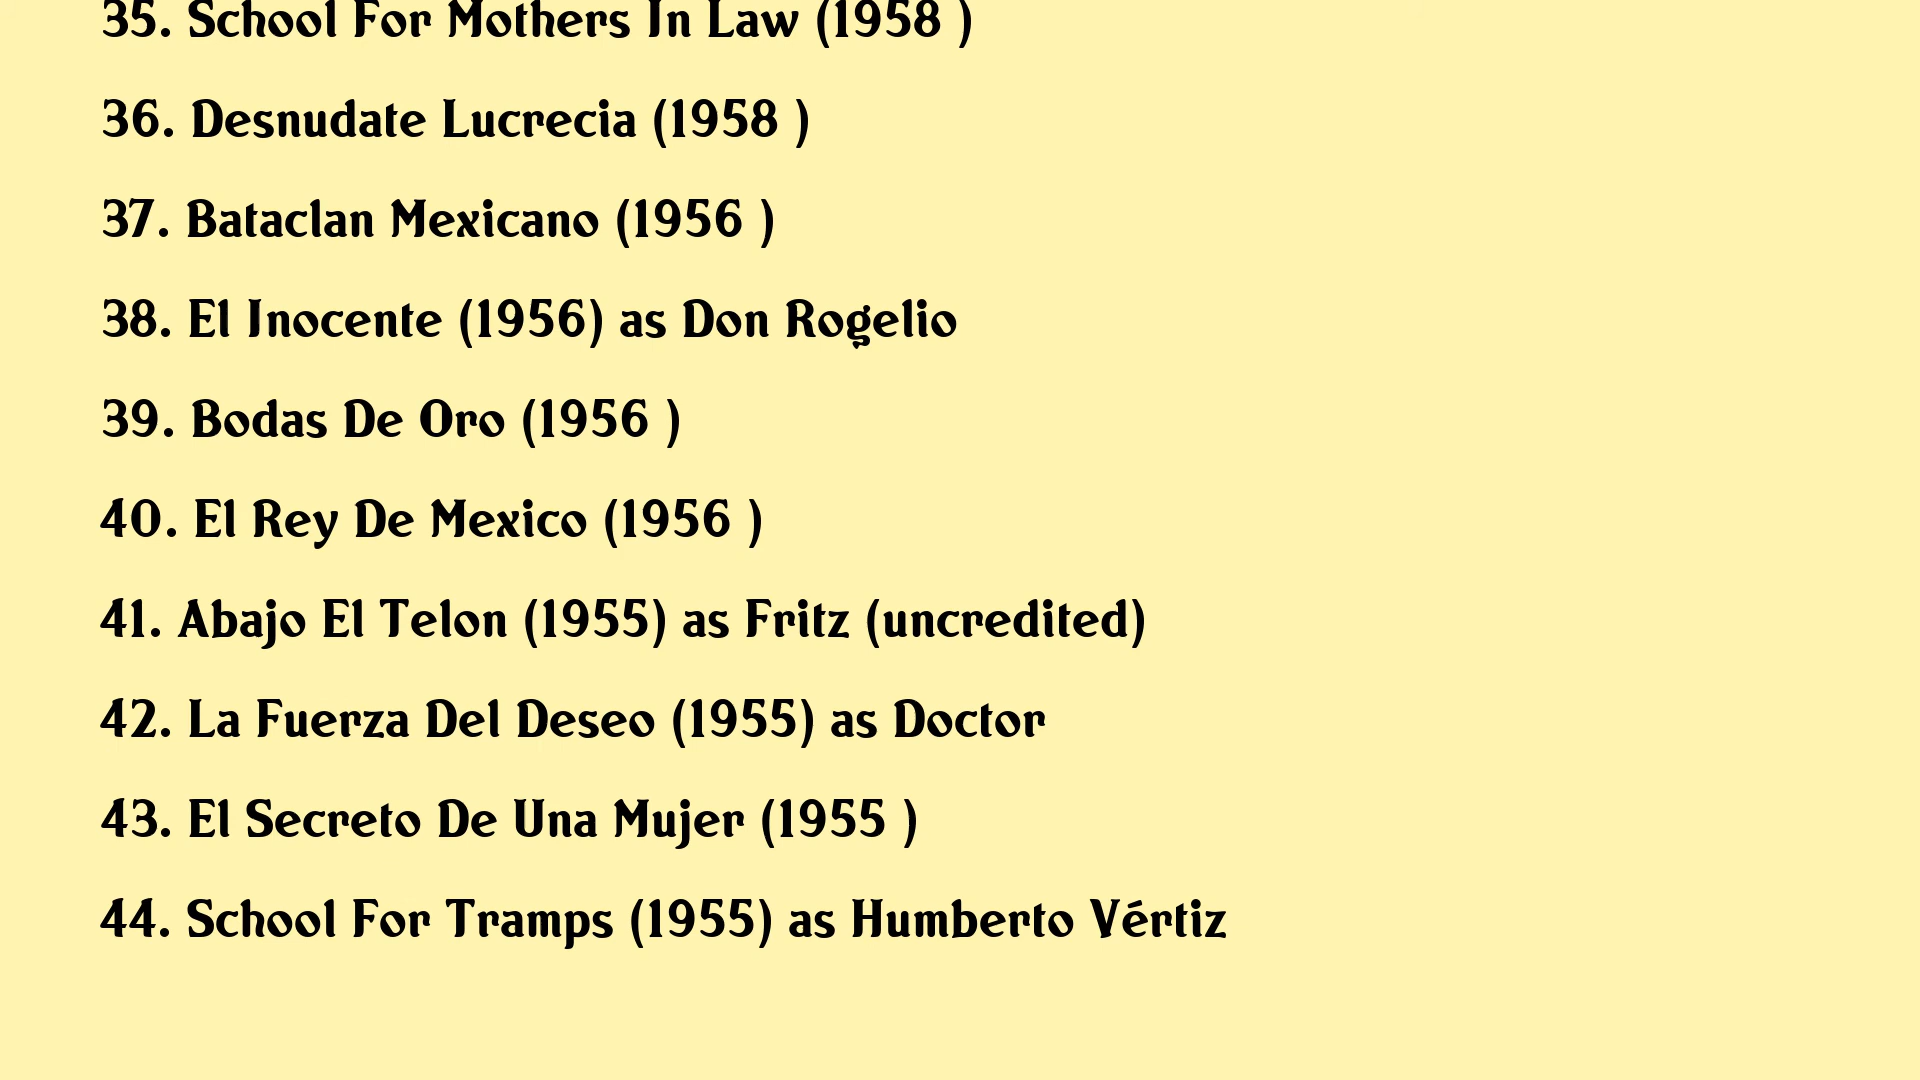 35. School For Mothers In Law (1958 )
36. Desnudate Lucrecia (1958 )
37. Bataclan Mexicano (1956 )
38. El Inocente (1956) as Don Rogelio
39. Bodas De Oro (1956 )
40. El Rey De Mexico (1956 )
41. Abajo El Telon (1955) as Fritz (uncredited)
42. La Fuerza Del Deseo (1955) as Doctor
43. El Secreto De Una Mujer (1955 )
44. School For Tramps (1955) as Humberto Vértiz